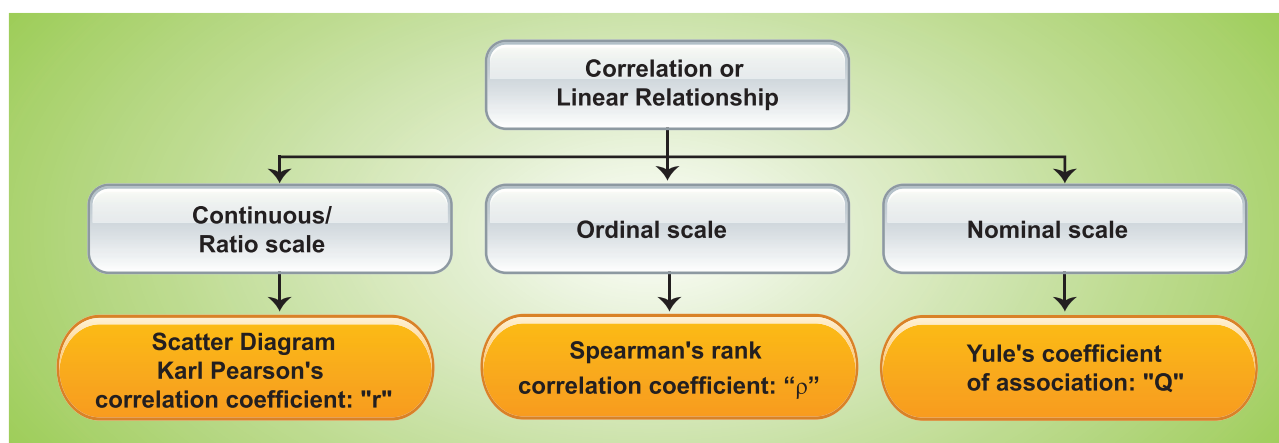 Correlation or
Linear Relationship
Continuous/
Ratio scale
Ordinal scale
Nominal scale
Scatter Diagram
Karl Pearson's
correlation coefficient: "r"
Spearman's rank
correlation coefficient: “ρ”
Yule's coefficient
of association: "Q"